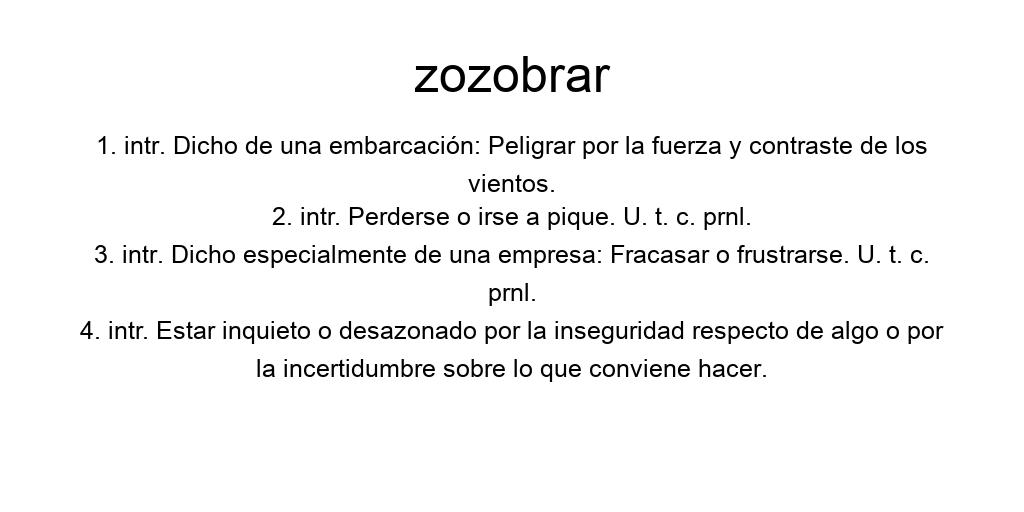 zozobrar
1. intr. Dicho de una embarcación: Peligrar por la fuerza y contraste de los
vientos.
2. intr. Perderse o irse a pique. U. t. c. prnl.
3. intr. Dicho especialmente de una empresa: Fracasar o frustrarse. U. t. c.
prnl.
4. intr. Estar inquieto o desazonado por la inseguridad respecto de algo o por
la incertidumbre sobre lo que conviene hacer.